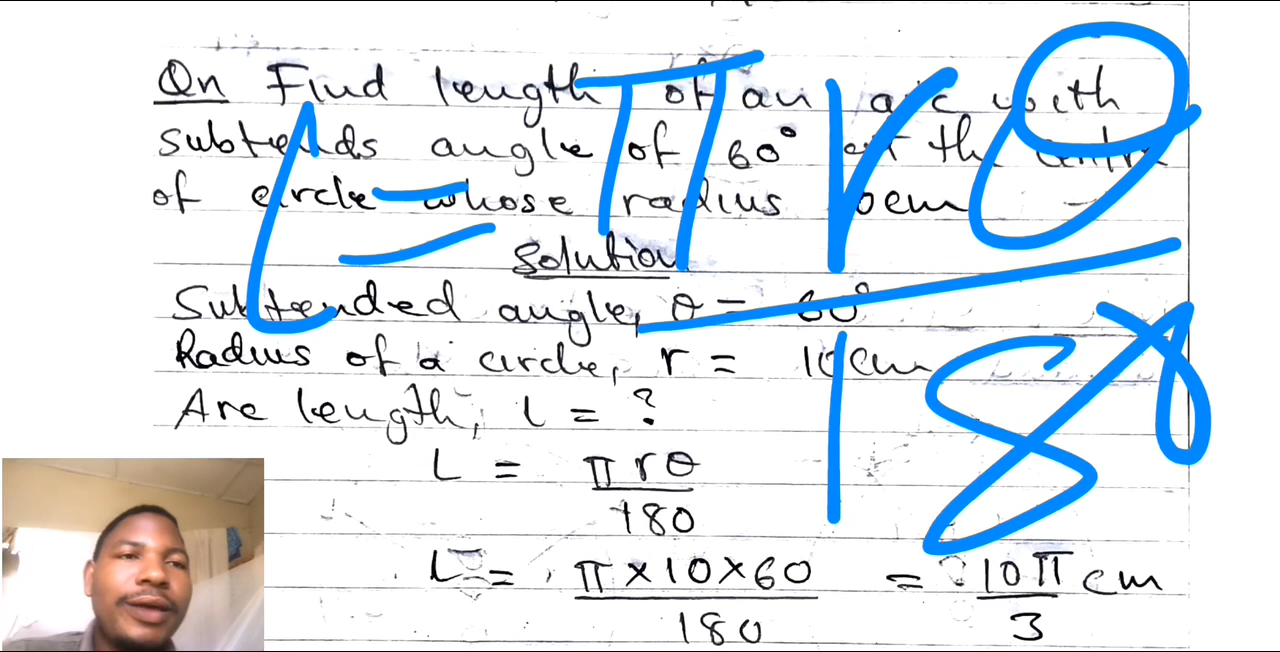 Qn Find length of an arc with
subtends angle of 60° at the centre
of circle whose radius 10cm
Solution
Subtended angle, θ = 60°
Radius of a circle, r = 10cm
Arc length, l = ?
L = πrθ
180
L = π×10×60 = 10π cm
180 3
L = πrθ
180